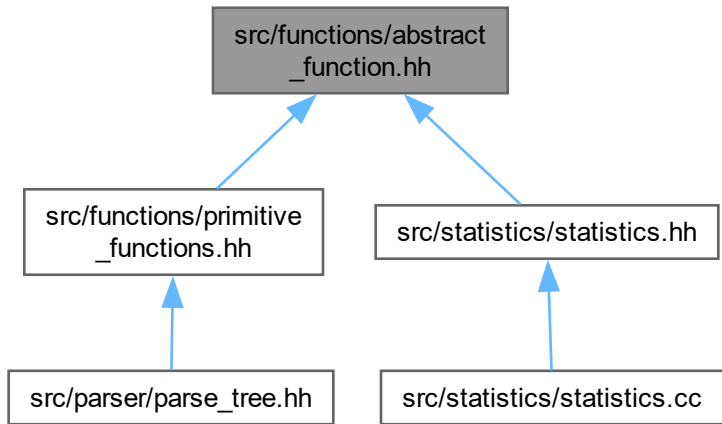 src/functions/abstract
_function.hh
src/functions/primitive
_functions.hh
src/statistics/statistics.hh
src/parser/parse_tree.hh
src/statistics/statistics.cc